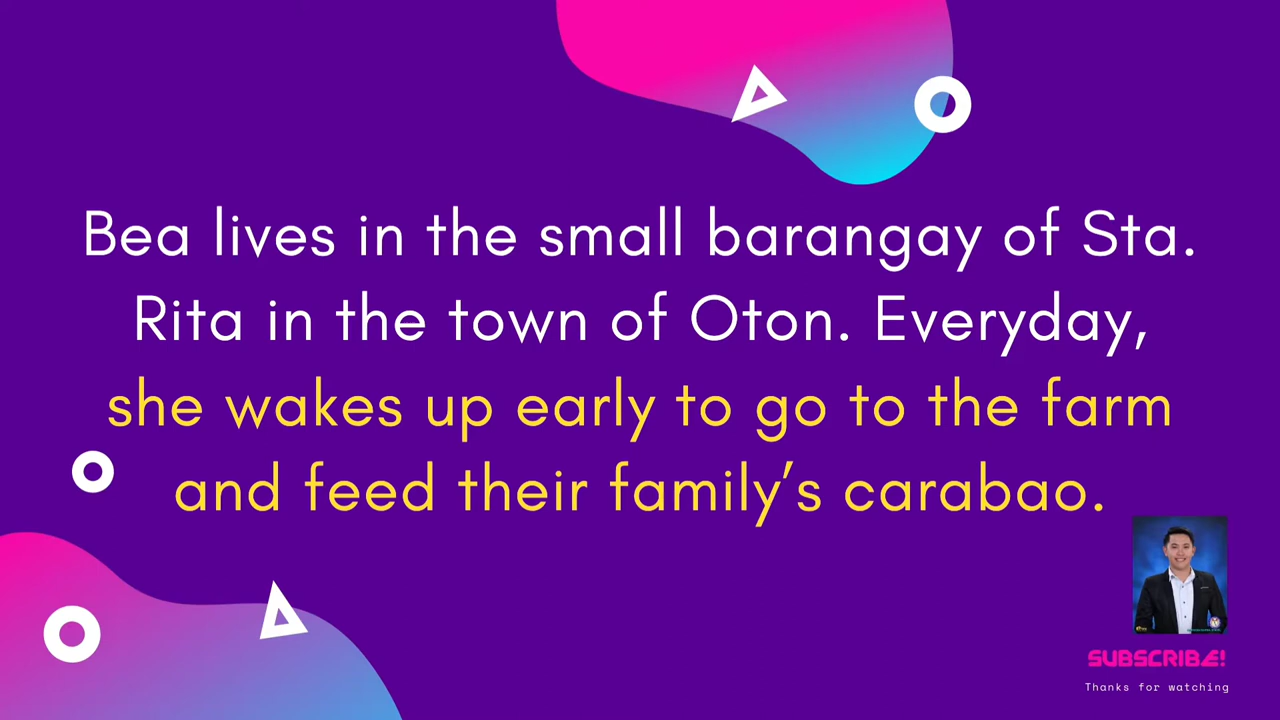 Bea lives in the small barangay of Sta.
Rita in the town of Oton. Everyday,
she wakes up early to go to the farm
and feed their family’s carabao.
SUBSCRIBE!
Thanks for watching